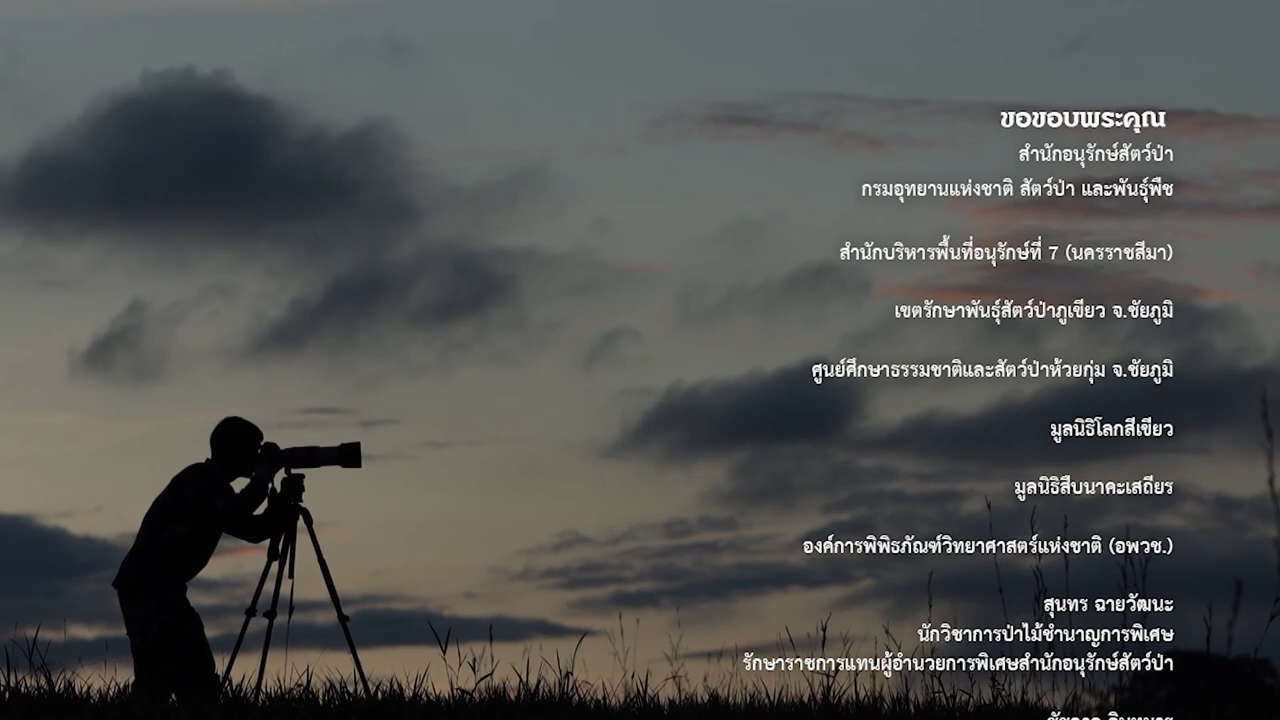 ขอขอบพระคุณ
สำนักอนุรักษ์สัตว์ป่า
กรมอุทยานแห่งชาติ สัตว์ป่า และพันธุ์พืช
สำนักบริหารพื้นที่อนุรักษ์ที่ 7 (นครราชสีมา)
เขตรักษาพันธุ์สัตว์ป่าภูเขียว จ.ชัยภูมิ
ศูนย์ศึกษาธรรมชาติและสัตว์ป่าห้วยกุ่ม จ.ชัยภูมิ
มูลนิธิโลกสีเขียว
มูลนิธิสืบนาคะเสถียร
องค์การพิพิธภัณฑ์วิทยาศาสตร์แห่งชาติ (อพวช.)
สุนทร ฉายวัฒนะ
นักวิชาการป่าไม้ชำนาญการพิเศษ
รักษาราชการแทนผู้อำนวยการพิเศษสำนักอนุรักษ์สัตว์ป่า